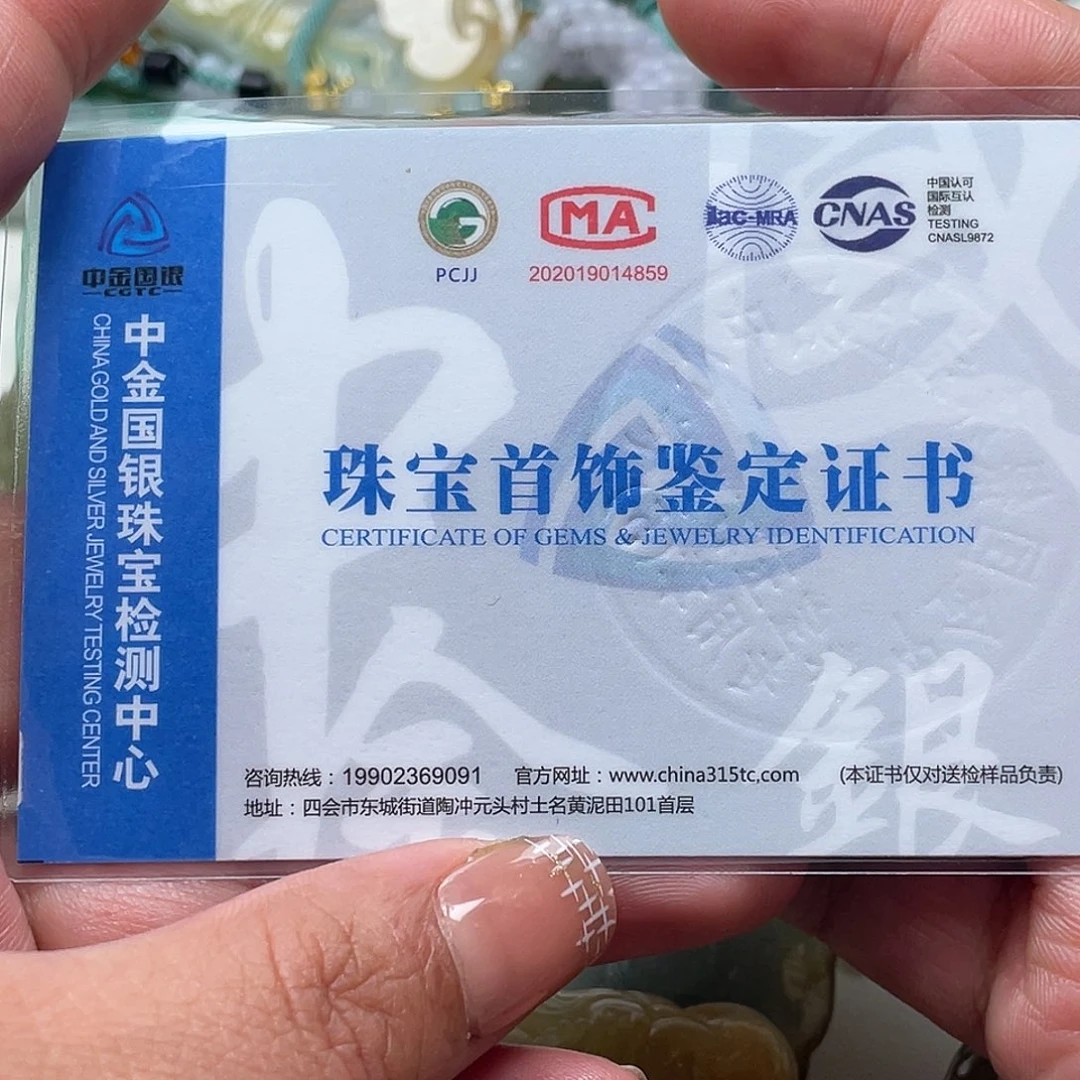 中金国银
CGTC
中金国银珠宝检测中心
CHINA GOLD AND SILVER JEWELRY TESTING CENTER
PCJJ
CMA
202019014859
ilac-MRA
CNAS
中国认可
国际互认
检测
TESTING
CNASL9872
珠宝首饰鉴定证书
CERTIFICATE OF GEMS & JEWELRY IDENTIFICATION
咨询热线：19902369091 官方网址：www.china315tc.com (本证书仅对送检样品负责)
地址：四会市东城街道陶冲元头村土名黄泥田101首层